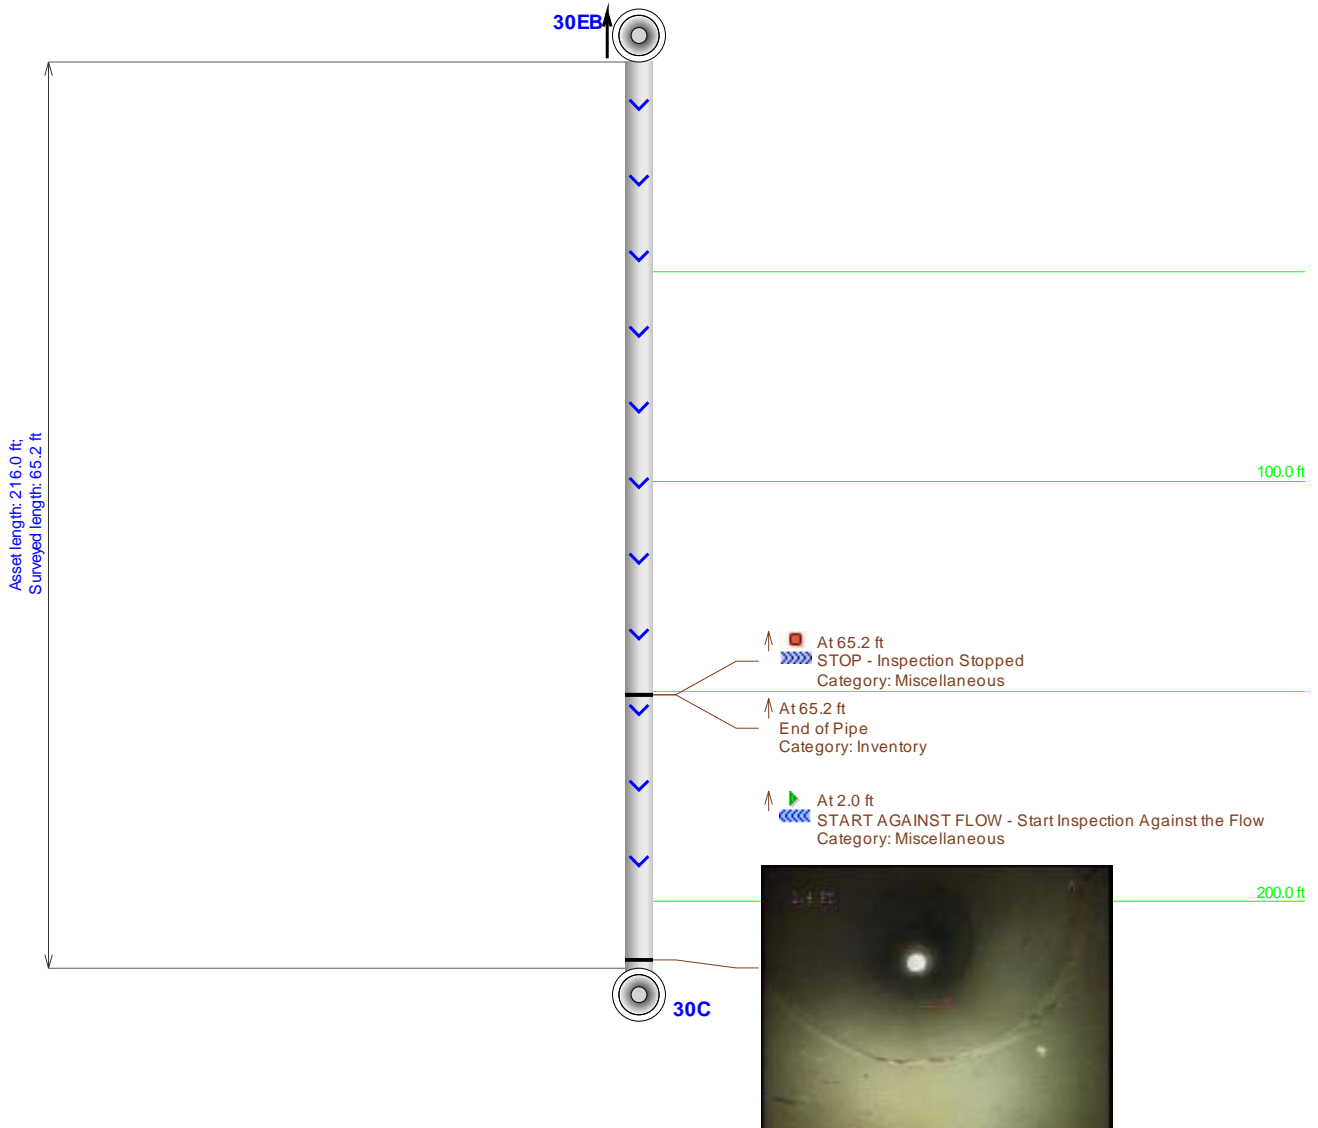 30EB
Asset length: 216.0 ft;
Surveyed length: 65.2 ft
100.0 ft
At 65.2 ft
STOP - Inspection Stopped
Category: Miscellaneous
At 65.2 ft
End of Pipe
Category: Inventory
At 2.0 ft
START AGAINST FLOW - Start Inspection Against the Flow
Category: Miscellaneous
200.0 ft
30C